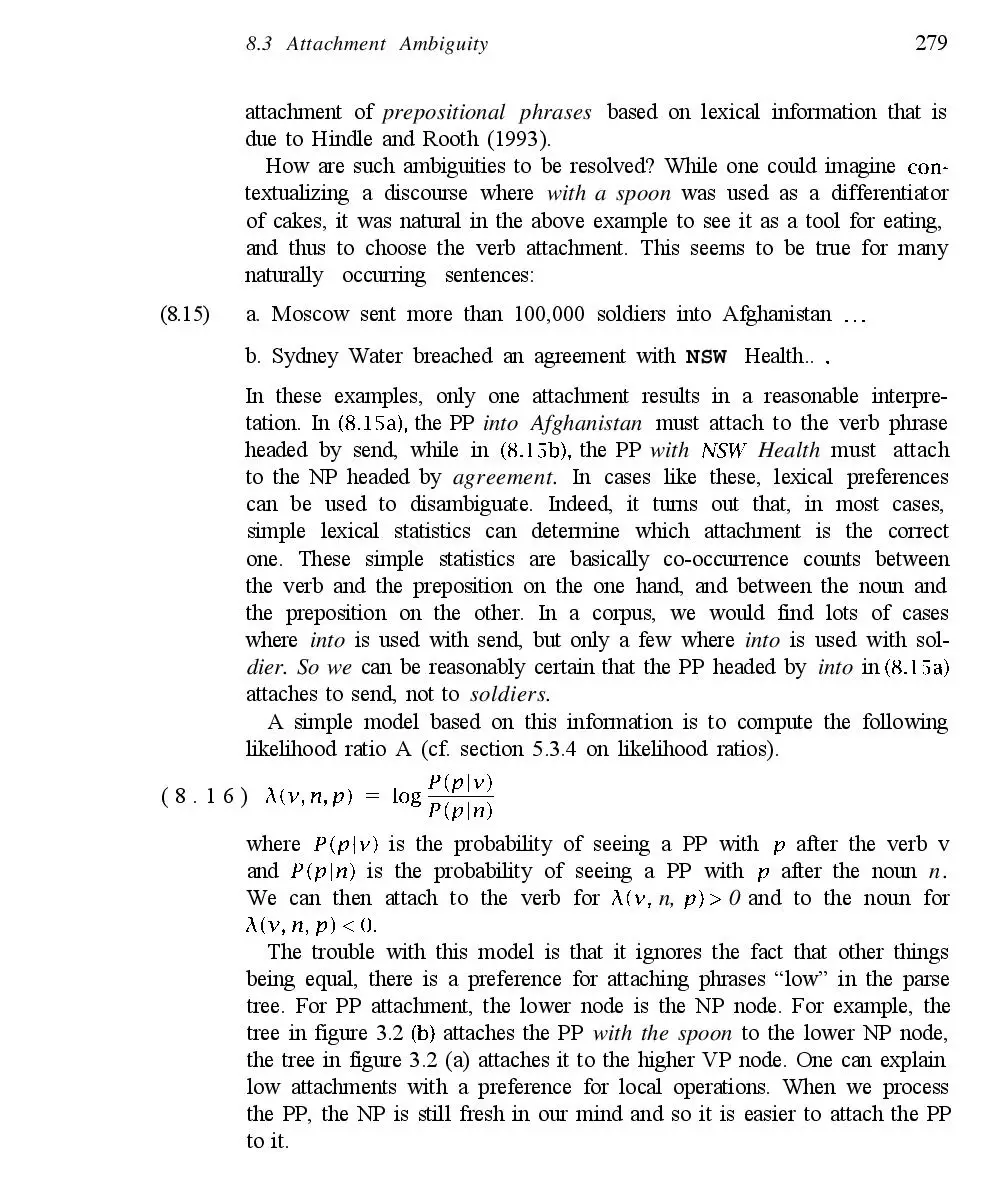 8.3 Attachment Ambiguity 279
attachment of prepositional phrases based on lexical information that is
due to Hindle and Rooth (1993).
How are such ambiguities to be resolved? While one could imagine con-
textualizing a discourse where with a spoon was used as a differentiator
of cakes, it was natural in the above example to see it as a tool for eating,
and thus to choose the verb attachment. This seems to be true for many
naturally occurring sentences:
(8.15) a. Moscow sent more than 100,000 soldiers into Afghanistan ...
b. Sydney Water breached an agreement with NSW Health.. .
In these examples, only one attachment results in a reasonable interpre-
tation. In (8.15a), the PP into Afghanistan must attach to the verb phrase
headed by send, while in (8.15b), the PP with NSW Health must attach
to the NP headed by agreement. In cases like these, lexical preferences
can be used to disambiguate. Indeed, it turns out that, in most cases,
simple lexical statistics can determine which attachment is the correct
one. These simple statistics are basically co-occurrence counts between
the verb and the preposition on the one hand, and between the noun and
the preposition on the other. In a corpus, we would find lots of cases
where into is used with send, but only a few where into is used with sol-
dier. So we can be reasonably certain that the PP headed by into in (8.15a)
attaches to send, not to soldiers.
A simple model based on this information is to compute the following
likelihood ratio A (cf. section 5.3.4 on likelihood ratios).
(8.16) λ(v, n, p) = log P(p|v) / P(p|n)
where P(p|v) is the probability of seeing a PP with p after the verb v
and P(p|n) is the probability of seeing a PP with p after the noun n.
We can then attach to the verb for λ(v, n, p) > 0 and to the noun for
λ(v, n, p) < 0.
The trouble with this model is that it ignores the fact that other things
being equal, there is a preference for attaching phrases “low” in the parse
tree. For PP attachment, the lower node is the NP node. For example, the
tree in figure 3.2 (b) attaches the PP with the spoon to the lower NP node,
the tree in figure 3.2 (a) attaches it to the higher VP node. One can explain
low attachments with a preference for local operations. When we process
the PP, the NP is still fresh in our mind and so it is easier to attach the PP
to it.